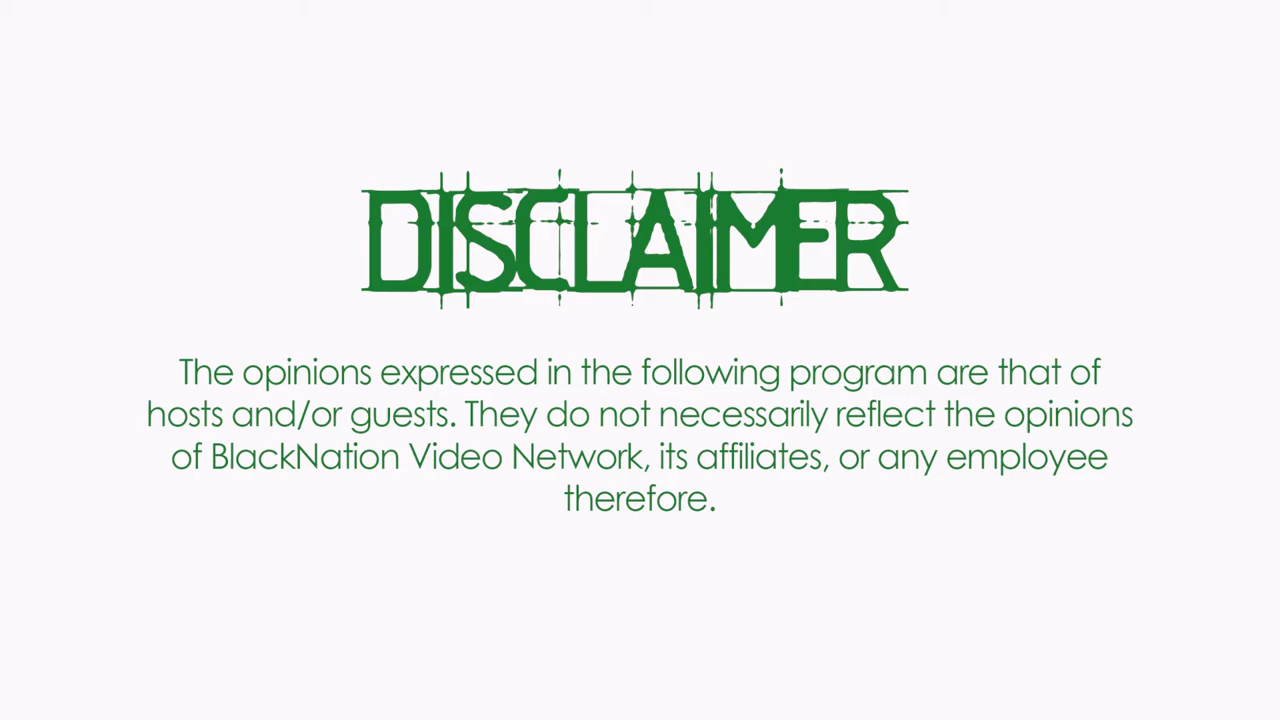 DISCLAIMER
The opinions expressed in the following program are that of
hosts and/or guests. They do not necessarily reflect the opinions
of BlackNation Video Network, its affiliates, or any employee
therefore.